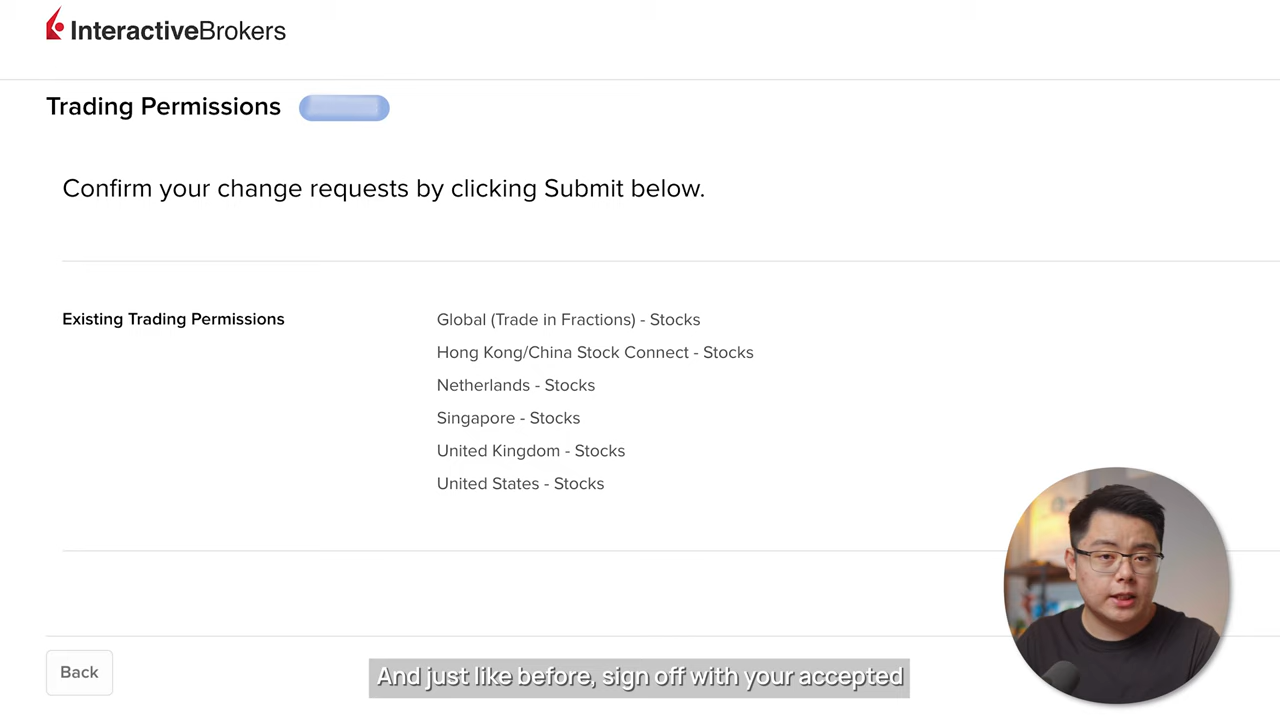 InteractiveBrokers
Trading Permissions
Confirm your change requests by clicking Submit below.
Existing Trading Permissions
Global (Trade in Fractions) - Stocks
Hong Kong/China Stock Connect - Stocks
Netherlands - Stocks
Singapore - Stocks
United Kingdom - Stocks
United States - Stocks
Back
And just like before, sign off with your accepted